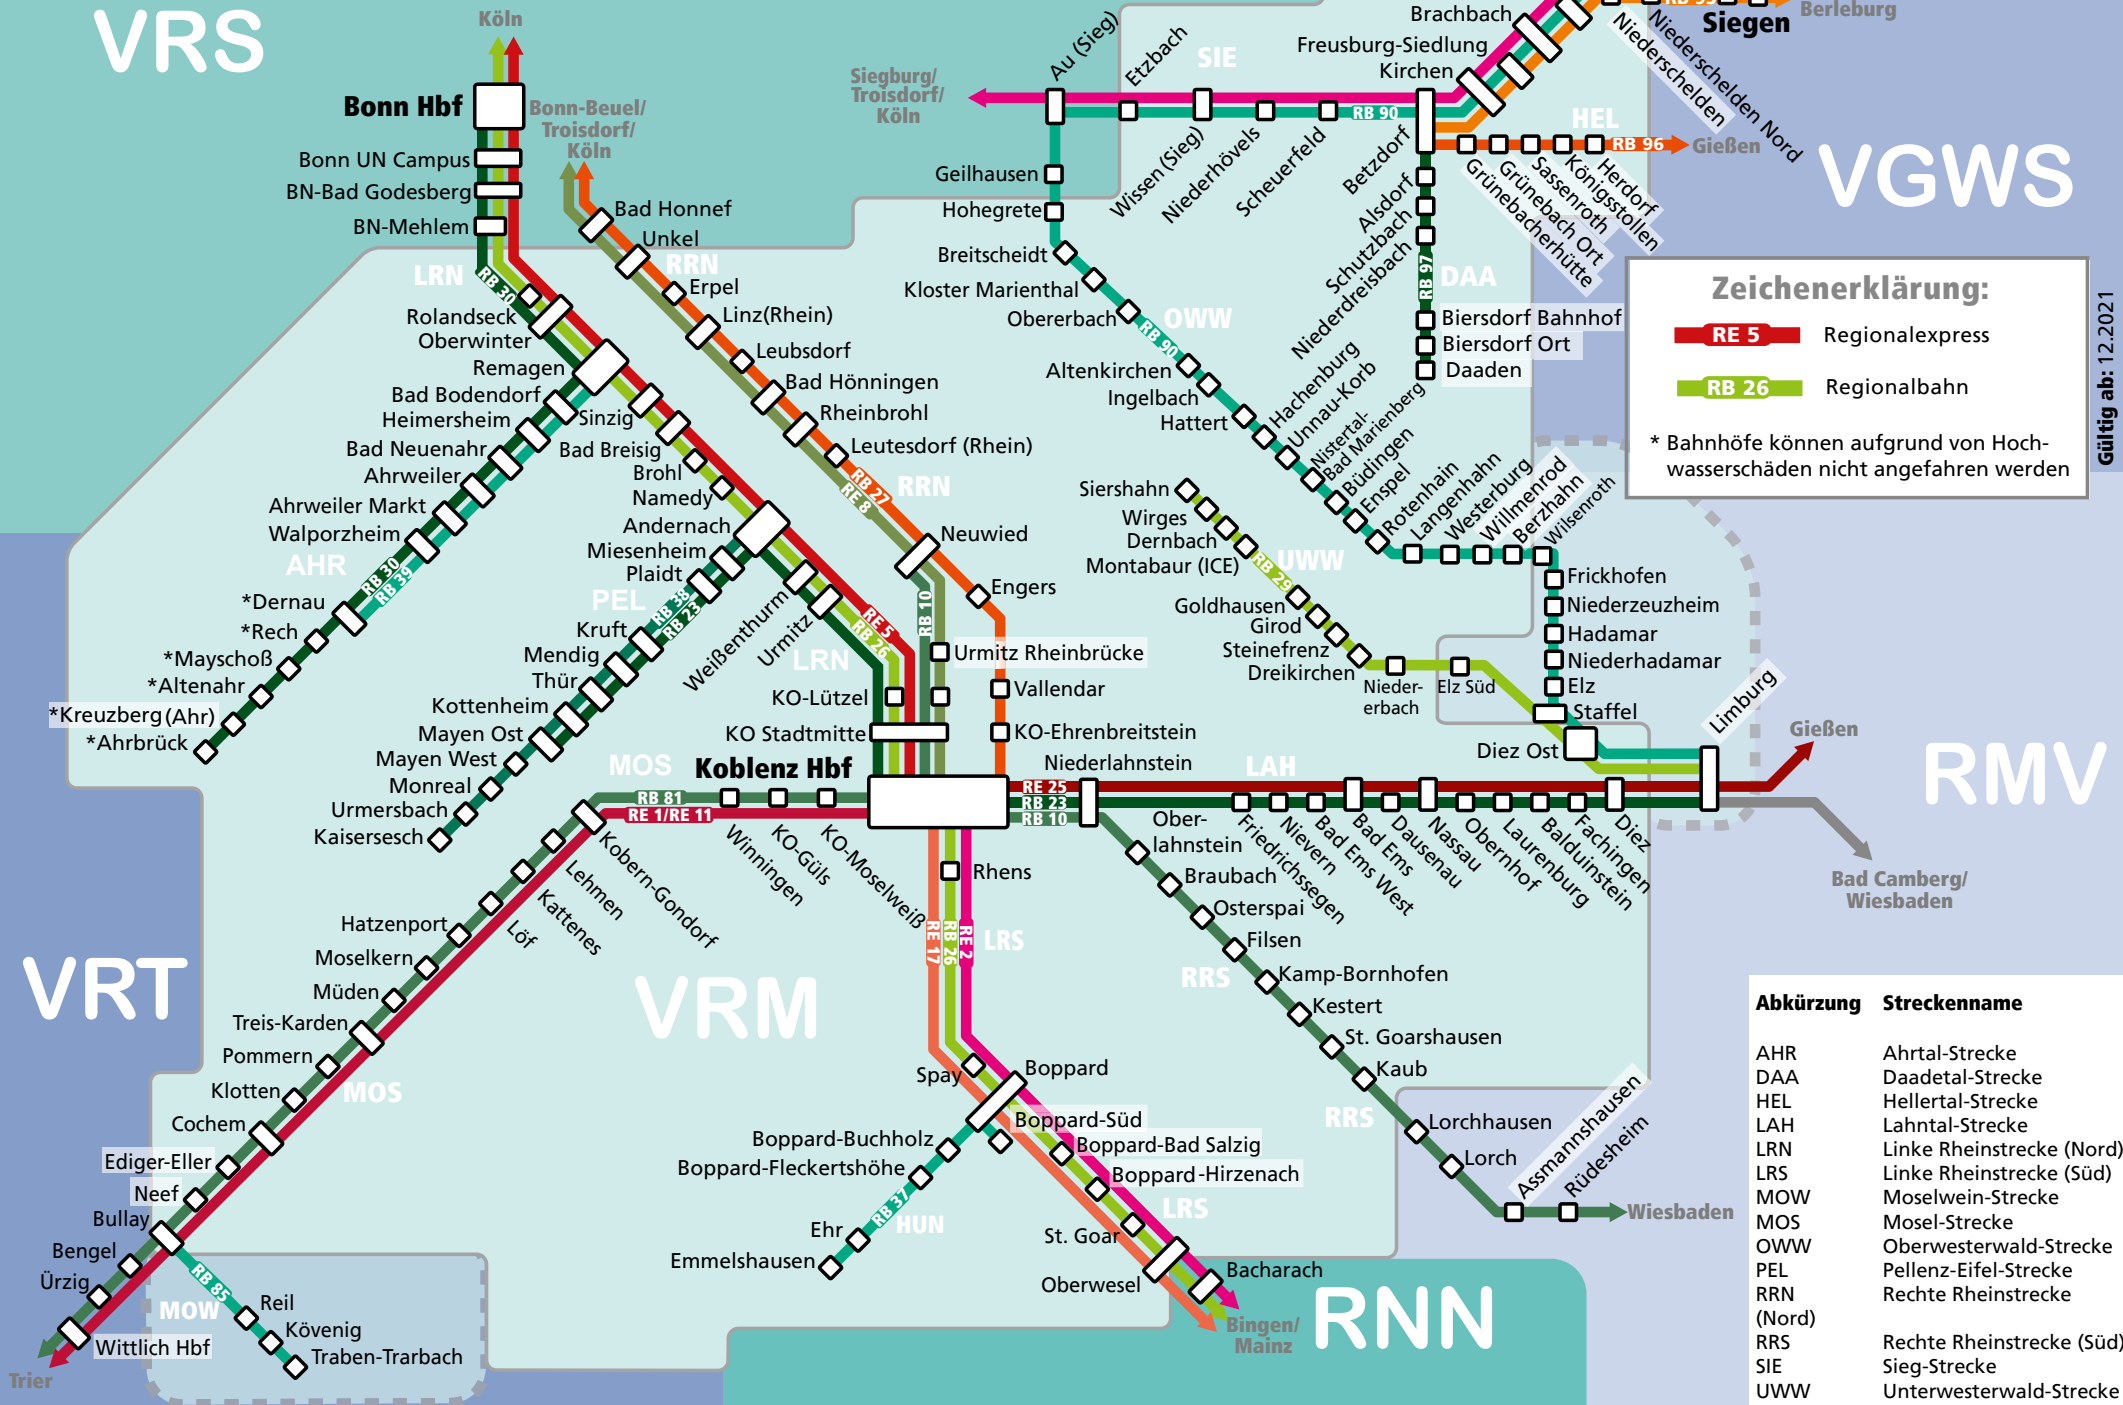 VRS
Köln
Bonn Hbf
Bonn-Beuel/
Troisdorf/
Köln
Bonn UN Campus
BN-Bad Godesberg
BN-Mehlem
LRN
RB 30
Rolandseck
Oberwinter
Remagen
Bad Bodendorf
Heimersheim
Bad Neuenahr
Ahrweiler
Ahrweiler Markt
Walporzheim
AHR
RB 30
RB 39
*Dernau
*Rech
*Mayschoß
*Altenahr
*Kreuzberg (Ahr)
*Ahrbrück
Bad Honnef
Unkel
RRN
Erpel
Linz(Rhein)
Leubsdorf
Bad Hönningen
Rheinbrohl
Leutesdorf (Rhein)
RB 27
RE 8
RRN
Neuwied
Engers
RB 10
Urmitz Rheinbrücke
Vallendar
KO-Ehrenbreitstein
Sinzig
Bad Breisig
Brohl
Namedy
Andernach
Miesenheim
Plaidt
PEL
RB 38
RB 23
Kruft
Mendig
Thür
Kottenheim
Mayen Ost
Mayen West
Monreal
Urmersbach
Kaisersesch
Weißenthurm
Urmitz
RE 5
RB 26
LRN
KO-Lützel
KO Stadtmitte
Koblenz Hbf
MOS
RB 81
RE 1/RE 11
Winningen
KO-Güls
KO-Moselweiß
Kobern-Gondorf
Lehmen
Kattenes
Löf
Hatzenport
Moselkern
Müden
Treis-Karden
Pommern
Klotten
MOS
Cochem
Ediger-Eller
Neef
Bullay
Bengel
Ürzig
Wittlich Hbf
Trier
RB 85
MOW
Reil
Kövenig
Traben-Trarbach
VRT
VRM
Siegburg/
Troisdorf/
Köln
Au (Sieg)
Etzbach
SIE
Wissen (Sieg)
Niederhövels
Scheuerfeld
RB 90
Betzdorf
Brachbach
Freusburg-Siedlung
Kirchen
Siegen
Berleburg
Niederschelden
Niederschelden Nord
HEL
RB 96
Gießen
Grünebacherhütte
Grünebach Ort
Sassenroth
Königsstollen
Herdorf
VGWS
Alsdorf
Schutzbach
Niederdreisbach
RB 97
DAA
Biersdorf Bahnhof
Biersdorf Ort
Daaden
Geilhausen
Hohegrete
Breitscheidt
Kloster Marienthal
Obererbach
OWW
RB 90
Altenkirchen
Ingelbach
Hattert
Hachenburg
Unnau-Korb
Nistertal-
Bad Marienberg
Büdingen
Enspel
Rotenhain
Langenhahn
Westerburg
Willmenrod
Berzhahn
Wilsenroth
Frickhofen
Niederzeuzheim
Hadamar
Niederhadamar
Elz
Staffel
Diez Ost
Limburg
Siershahn
Wirges
Dernbach
Montabaur (ICE)
RB 29
UWW
Goldhausen
Girod
Steinefrenz
Dreikirchen
Nieder-
erbach
Elz Süd
Gießen
RMV
Bad Camberg/
Wiesbaden
Niederlahnstein
LAH
RE 25
RB 23
RB 10
Friedrichssegen
Nievern
Bad Ems West
Bad Ems
Dausenau
Nassau
Obernhof
Laurenburg
Balduinstein
Fachingen
Diez
Ober-
lahnstein
Braubach
Osterspai
Filsen
RRS
Kamp-Bornhofen
Kestert
St. Goarshausen
Kaub
RRS
Lorchhausen
Lorch
Assmannshausen
Rüdesheim
Wiesbaden
Rhens
RE 17
RB 26
RE 2
LRS
Spay
Boppard
Boppard-Süd
Boppard-Bad Salzig
Boppard-Hirzenach
Boppard-Buchholz
Boppard-Fleckertshöhe
RB 37
HUN
Ehr
Emmelshausen
LRS
St. Goar
Oberwesel
Bacharach
Bingen/
Mainz
RNN
Zeichenerklärung:
RE 5 Regionalexpress
RB 26 Regionalbahn
* Bahnhöfe können aufgrund von Hoch-
wasserschäden nicht angefahren werden
Gültig ab: 12.2021
Abkürzung Streckenname
AHR Ahrtal-Strecke
DAA Daadetal-Strecke
HEL Hellertal-Strecke
LAH Lahntal-Strecke
LRN Linke Rheinstrecke (Nord)
LRS Linke Rheinstrecke (Süd)
MOW Moselwein-Strecke
MOS Mosel-Strecke
OWW Oberwesterwald-Strecke
PEL Pellenz-Eifel-Strecke
RRN Rechte Rheinstrecke
(Nord)
RRS Rechte Rheinstrecke (Süd)
SIE Sieg-Strecke
UWW Unterwesterwald-Strecke